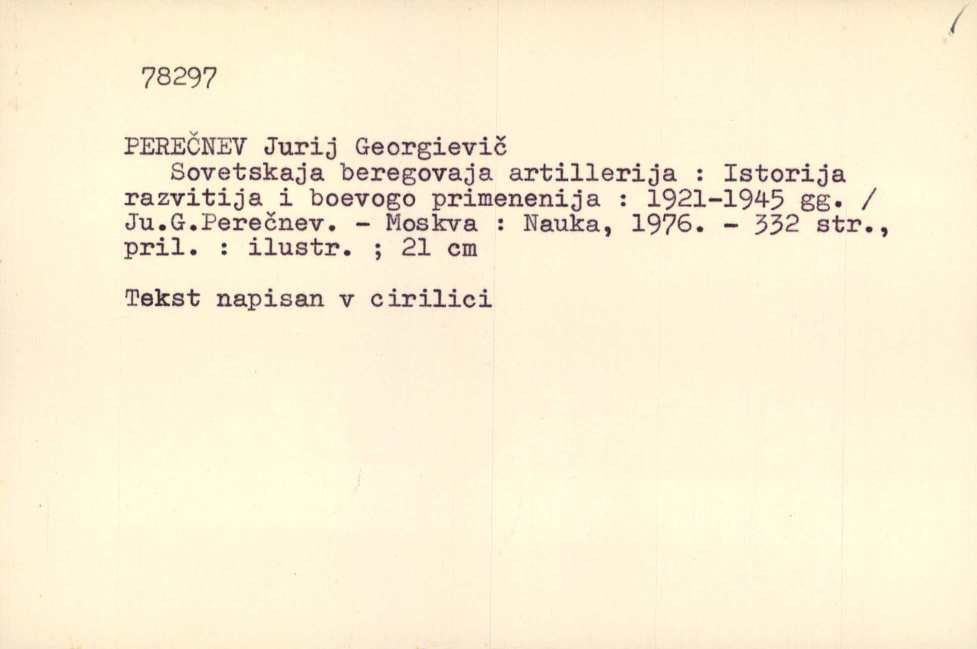 78297
PEREČNEV Jurij Georgievič
Sovetskaja beregovaja artillerija : Istorija
razvitija i boevogo primenenija : 1921-1945 gg. /
Ju.G.Perečnev. - Moskva : Nauka, 1976. - 332 str.,
pril. : ilustr. ; 21 cm
Tekst napisan v cirilici